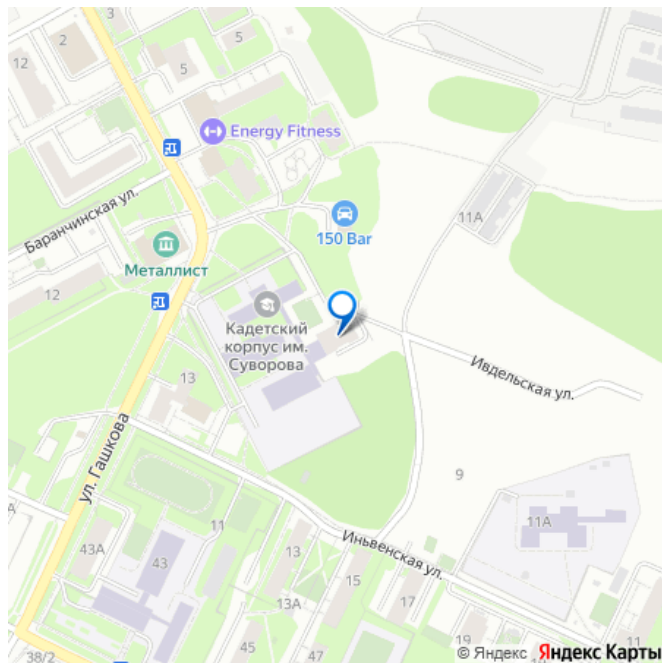 5
2
12
5
Energy Fitness
Баранчинская ул.
11А
150 Bar
Металлист
12
Кадетский
корпус им.
Суворова
Ивдельская ул.
13
ул. Гашкова
9
А
11
11А
Иньвенская ул.
43А
43
13
15
13А
17
19
11
38/2
47
45
© Яндекс Яндекс Карты